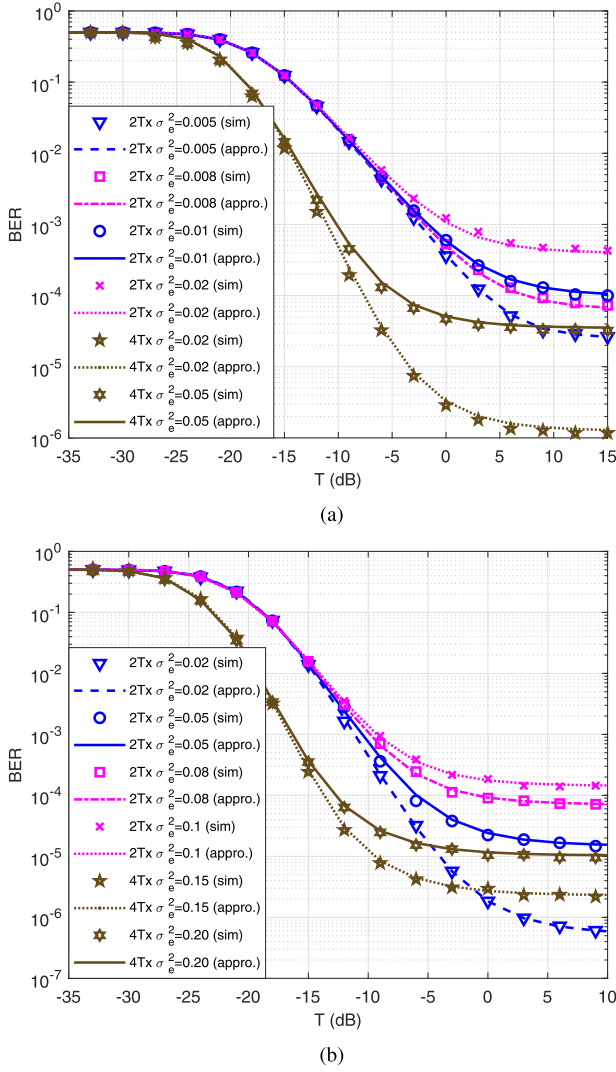 10^0
10^-1
10^-2
10^-3
10^-4
10^-5
10^-6
BER
2Tx σ_e^2=0.005 (sim)
2Tx σ_e^2=0.005 (appro.)
2Tx σ_e^2=0.008 (sim)
2Tx σ_e^2=0.008 (appro.)
2Tx σ_e^2=0.01 (sim)
2Tx σ_e^2=0.01 (appro.)
2Tx σ_e^2=0.02 (sim)
2Tx σ_e^2=0.02 (appro.)
4Tx σ_e^2=0.02 (sim)
4Tx σ_e^2=0.02 (appro.)
4Tx σ_e^2=0.05 (sim)
4Tx σ_e^2=0.05 (appro.)
-35 -30 -25 -20 -15 -10 -5 0 5 10 15
T (dB)
(a)
10^0
10^-1
10^-2
10^-3
10^-4
10^-5
10^-6
10^-7
BER
2Tx σ_e^2=0.02 (sim)
2Tx σ_e^2=0.02 (appro.)
2Tx σ_e^2=0.05 (sim)
2Tx σ_e^2=0.05 (appro.)
2Tx σ_e^2=0.08 (sim)
2Tx σ_e^2=0.08 (appro.)
2Tx σ_e^2=0.1 (sim)
2Tx σ_e^2=0.1 (appro.)
4Tx σ_e^2=0.15 (sim)
4Tx σ_e^2=0.15 (appro.)
4Tx σ_e^2=0.20 (sim)
4Tx σ_e^2=0.20 (appro.)
-35 -30 -25 -20 -15 -10 -5 0 5 10
T (dB)
(b)